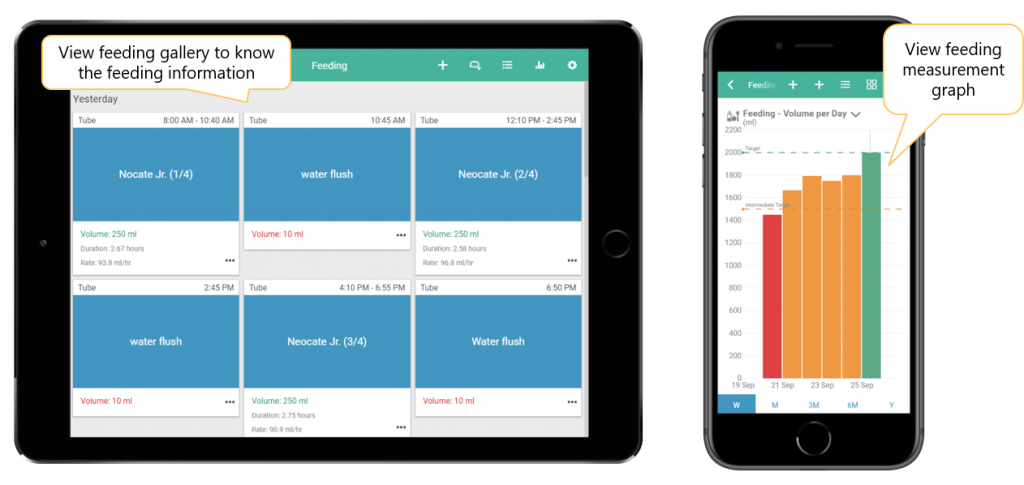 View feeding gallery to know
the feeding information
Feeding
Yesterday
Tube 8:00 AM - 10:40 AM
Nocate Jr. (1/4)
Volume: 250 ml
Duration: 2.67 hours
Rate: 93.8 ml/hr
Tube 10:45 AM
water flush
Volume: 10 ml
Tube 12:10 PM - 2:45 PM
Neocate Jr. (2/4)
Volume: 250 ml
Duration: 2.58 hours
Rate: 96.8 ml/hr
Tube 2:45 PM
water flush
Volume: 10 ml
Tube 4:10 PM - 6:55 PM
Neocate Jr. (3/4)
Volume: 250 ml
Duration: 2.75 hours
Rate: 90.9 ml/hr
Tube 6:50 PM
Water flush
Volume: 10 ml
View feeding
measurement
graph
Feeding
Feeding - Volume per Day
(ml)
2200
Target
2000
1800
1600
Intermediate Target
1400
1200
1000
800
600
400
200
0
19 Sep 21 Sep 23 Sep 25 Sep
W M 3M 6M Y